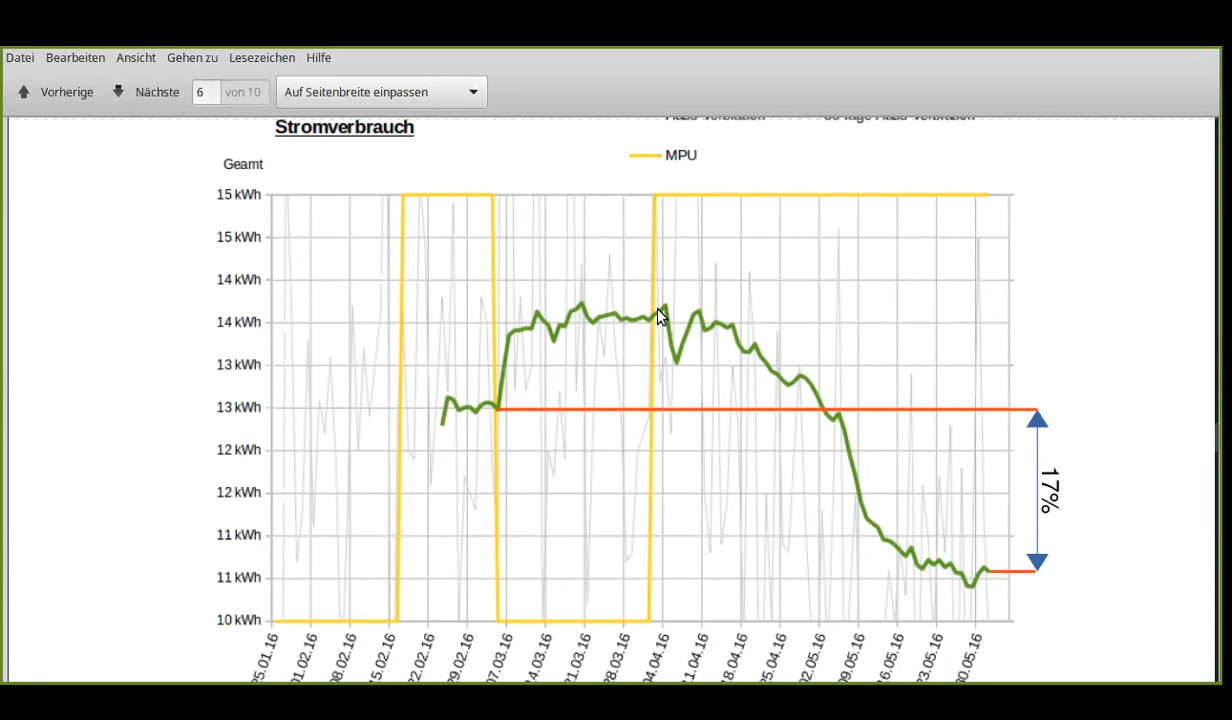 Datei Bearbeiten Ansicht Gehen zu Lesezeichen Hilfe
Vorherige Nächste 6 von 10 Auf Seitenbreite einpassen
Stromverbrauch
MPU
Geamt
15 kWh
15 kWh
14 kWh
14 kWh
13 kWh
13 kWh
12 kWh
12 kWh
11 kWh
11 kWh
10 kWh
17%
25.01.16
01.02.16
08.02.16
15.02.16
22.02.16
29.02.16
07.03.16
14.03.16
21.03.16
28.03.16
04.04.16
11.04.16
18.04.16
25.04.16
02.05.16
09.05.16
16.05.16
23.05.16
30.05.16